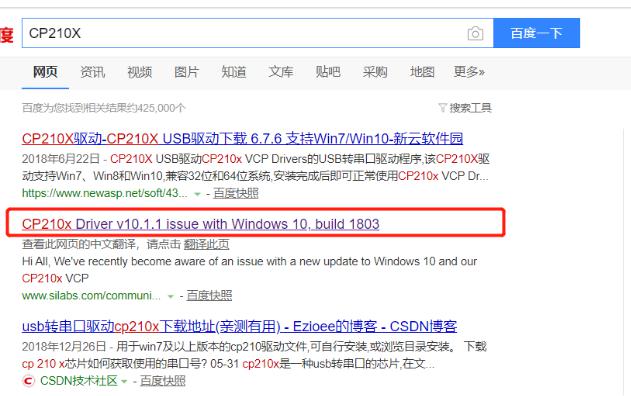 度
CP210X
百度一下
网页 资讯 视频 图片 知道 文库 贴吧 采购 地图 更多»
百度为您找到相关结果约425,000个
搜索工具
CP210X驱动-CP210X USB驱动下载 6.7.6 支持Win7/Win10-新云软件园
2018年6月22日 - CP210X USB驱动CP210x VCP Drivers的USB转串口驱动程序,该CP210X驱
动支持Win7、Win8和Win10,兼容32位和64位系统,安装完成后即可正常使用CP210x VCP Dr...
https://www.newasp.net/soft/43... - 百度快照
CP210x Driver v10.1.1 issue with Windows 10, build 1803
查看此网页的中文翻译，请点击 翻译此页
Hi All, We've recently become aware of an issue with a new update to Windows 10 and our
CP210x VCP
www.silabs.com/communi... - 百度快照
usb转串口驱动cp210x下载地址(亲测有用) - Ezioee的博客 - CSDN博客
2018年12月26日 - 用于win7及以上版本的cp210驱动文件,可自行安装,或浏览目录安装。 下载
cp 210 x芯片如何获取使用的串口号? 05-31 cp210x是一种usb转串口的芯片,在文...
C CSDN技术社区 - 百度快照